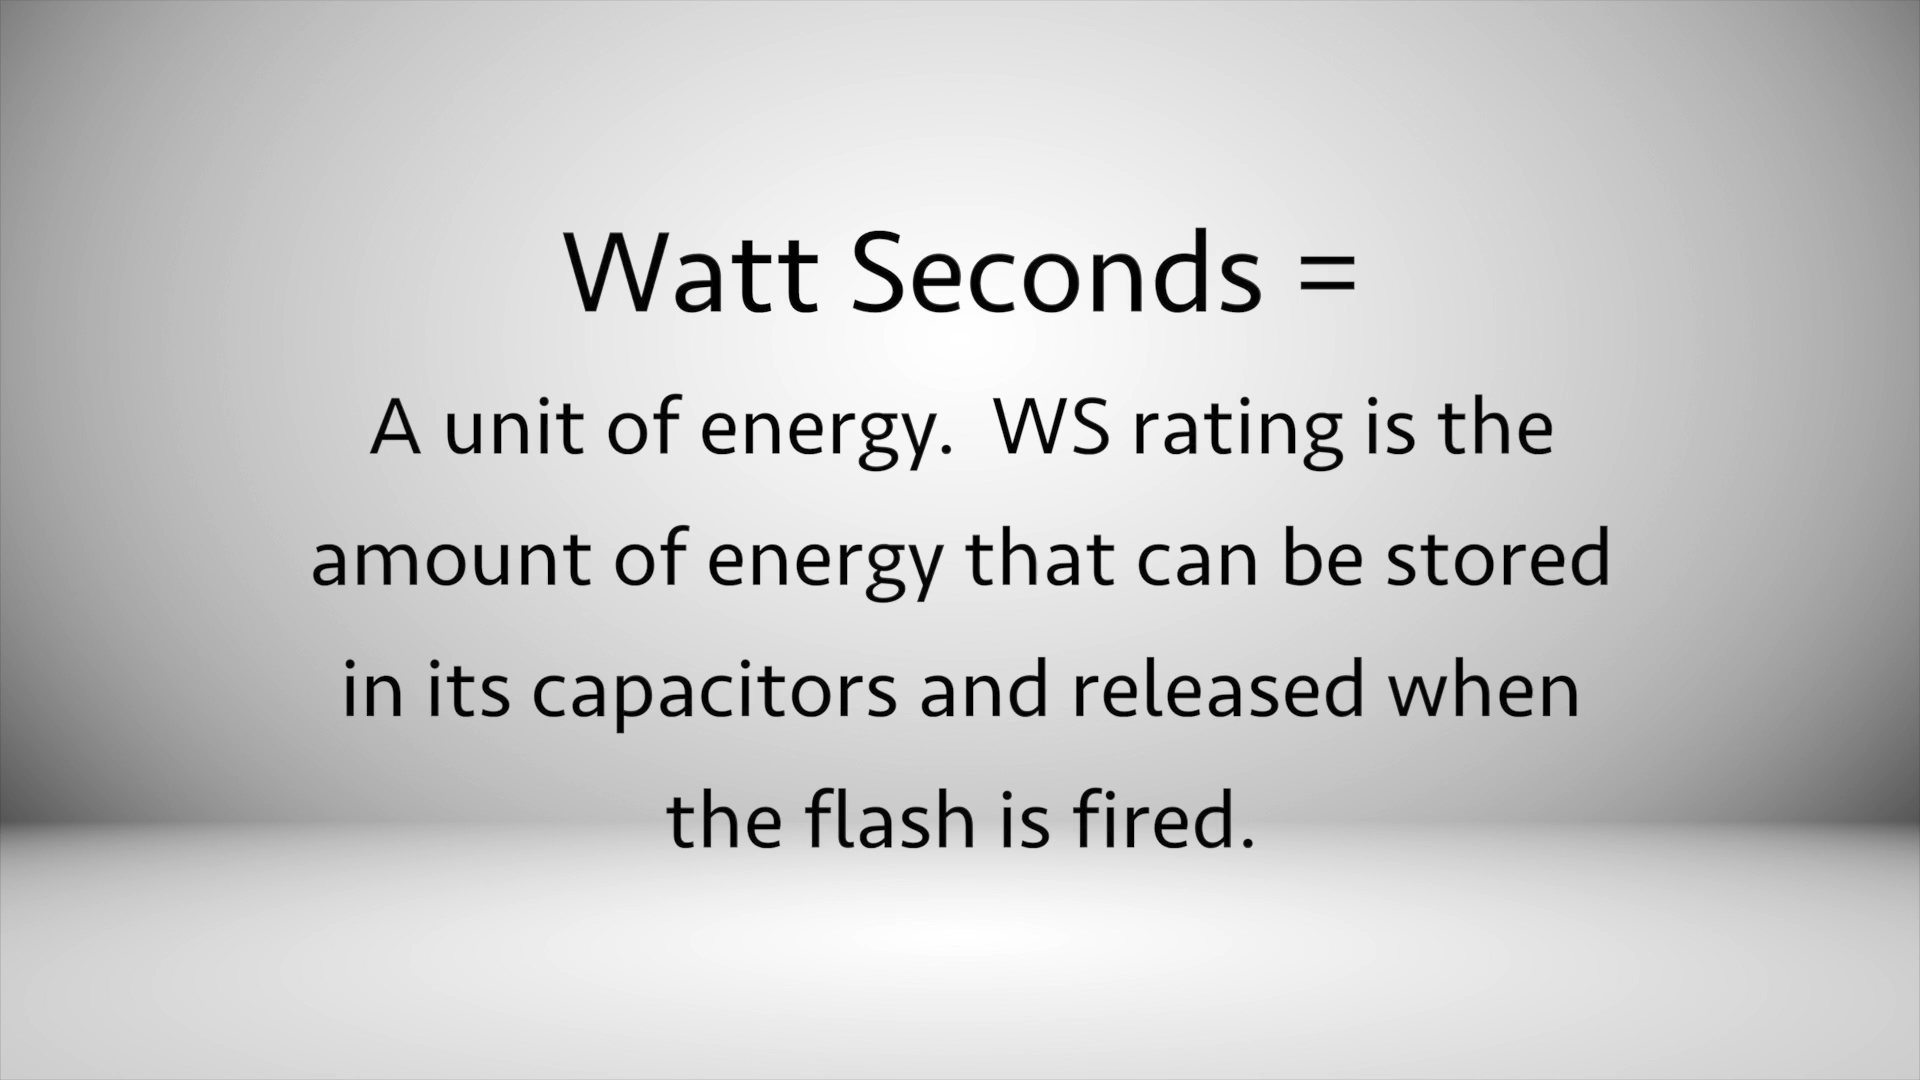 Watt Seconds =
A unit of energy.  WS rating is the
amount of energy that can be stored
in its capacitors and released when
the flash is fired.